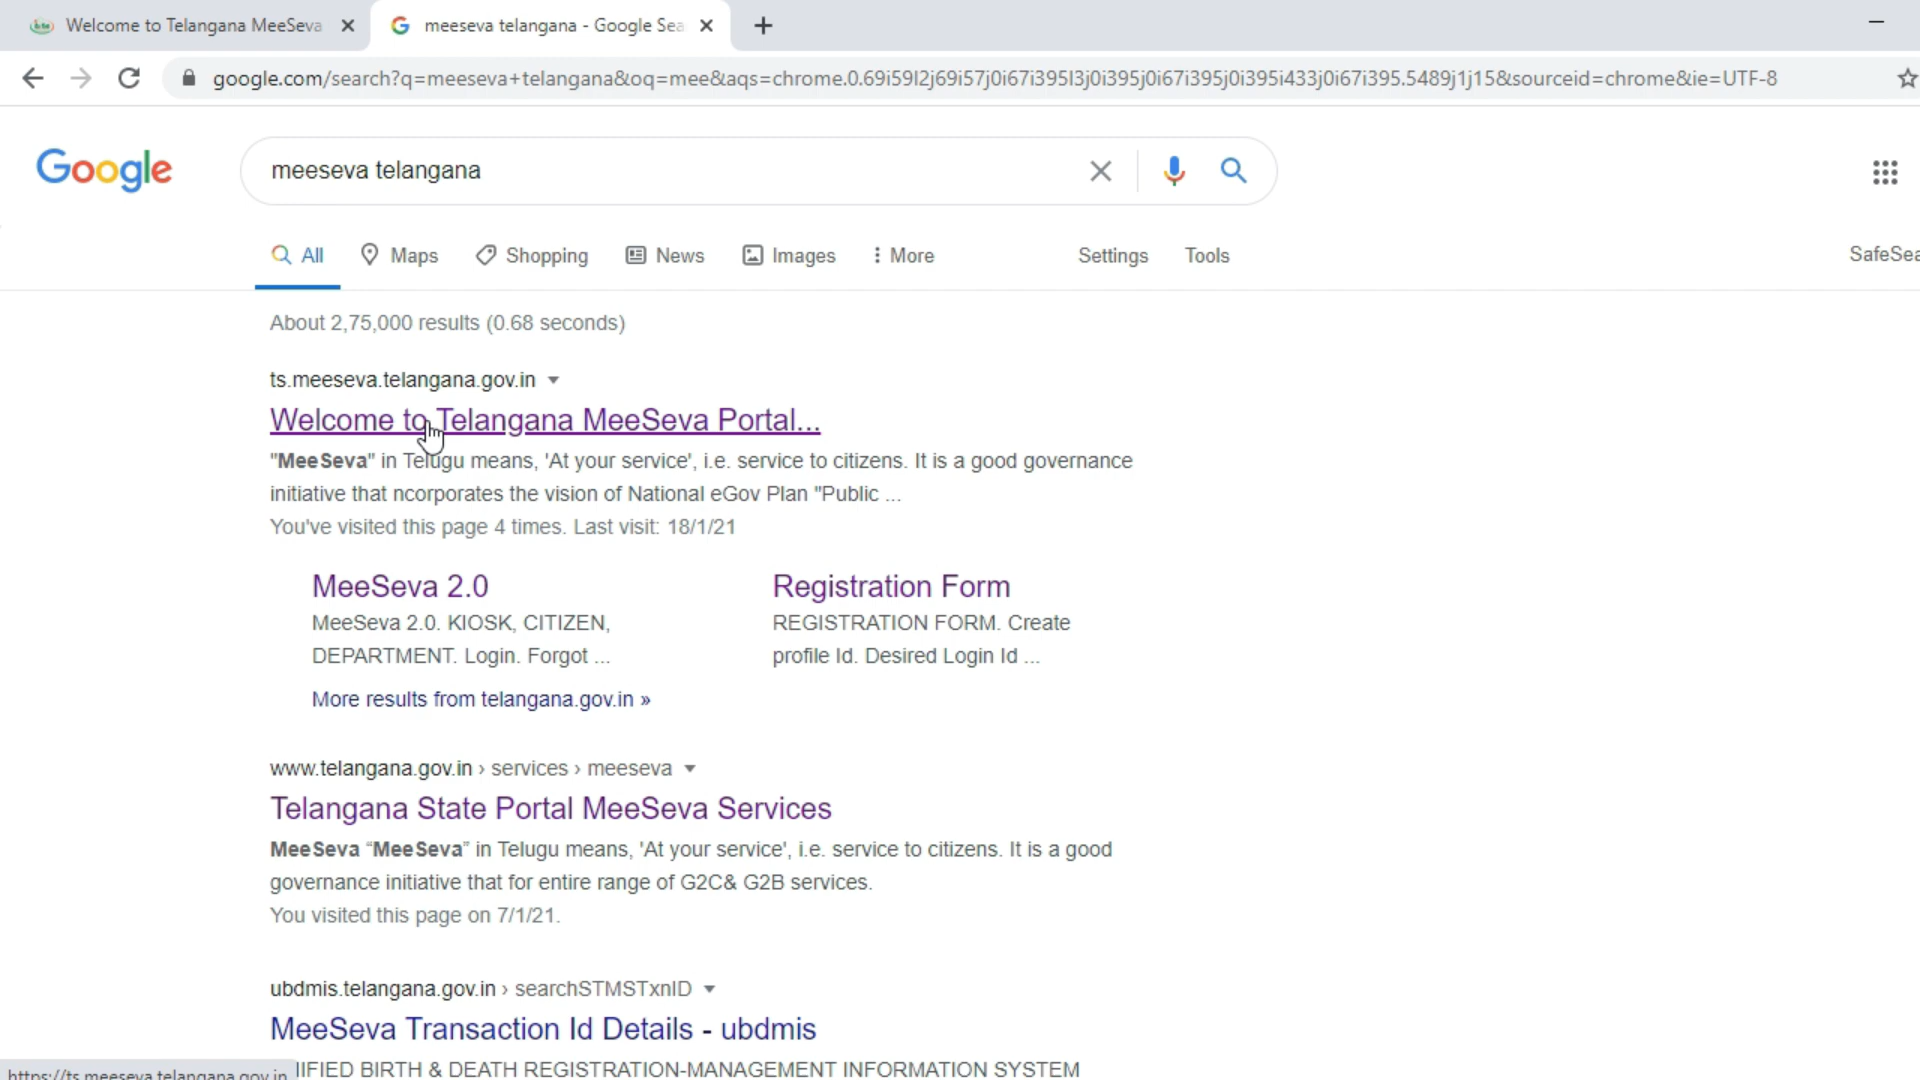 Welcome to Telangana MeeSeva
meeseva telangana - Google Sea
google.com/search?q=meeseva+telangana&oq=mee&aqs=chrome.0.69i59l2j69i57j0i67i395l3j0i395j0i67i395j0i395i433j0i67i395.5489j1j15&sourceid=chrome&ie=UTF-8
Google
meeseva telangana
All Maps Shopping News Images More Settings Tools SafeSea
About 2,75,000 results (0.68 seconds)
ts.meeseva.telangana.gov.in
Welcome to Telangana MeeSeva Portal...
"MeeSeva" in Telugu means, 'At your service', i.e. service to citizens. It is a good governance
initiative that ncorporates the vision of National eGov Plan "Public ...
You've visited this page 4 times. Last visit: 18/1/21
MeeSeva 2.0
MeeSeva 2.0. KIOSK, CITIZEN,
DEPARTMENT. Login. Forgot ...
Registration Form
REGISTRATION FORM. Create
profile Id. Desired Login Id ...
More results from telangana.gov.in »
www.telangana.gov.in › services › meeseva
Telangana State Portal MeeSeva Services
MeeSeva “MeeSeva” in Telugu means, 'At your service', i.e. service to citizens. It is a good
governance initiative that for entire range of G2C& G2B services.
You visited this page on 7/1/21.
ubdmis.telangana.gov.in › searchSTMSTxnID
MeeSeva Transaction Id Details - ubdmis
IFIED BIRTH & DEATH REGISTRATION-MANAGEMENT INFORMATION SYSTEM
https://ts.meeseva.telangana.gov.in